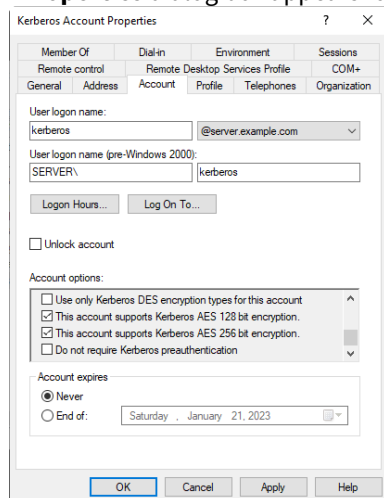 Kerberos Account Properties ? ×
Member Of Dial-in Environment Sessions
Remote control Remote Desktop Services Profile COM+
General Address Account Profile Telephones Organization
User logon name:
kerberos @server.example.com
User logon name (pre-Windows 2000):
SERVER\ kerberos
Logon Hours... Log On To...
Unlock account
Account options:
Use only Kerberos DES encryption types for this account
This account supports Kerberos AES 128 bit encryption.
This account supports Kerberos AES 256 bit encryption.
Do not require Kerberos preauthentication
Account expires
Never
End of: Saturday , January 21, 2023
OK Cancel Apply Help